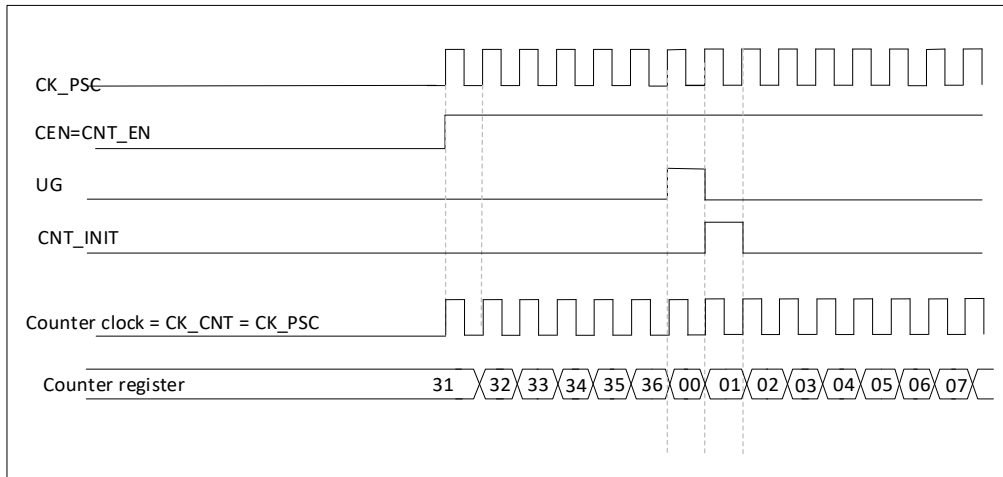 CK_PSC
CEN=CNT_EN
UG
CNT_INIT
Counter clock = CK_CNT = CK_PSC
Counter register 31 32 33 34 35 36 00 01 02 03 04 05 06 07